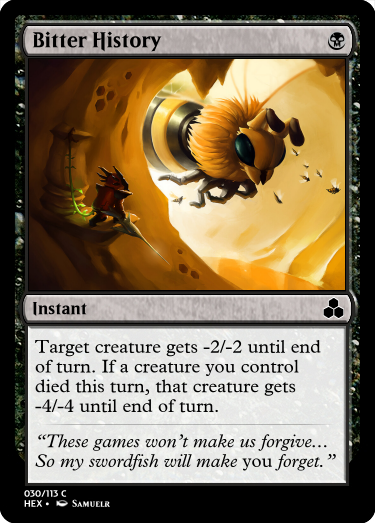 Bitter History
Instant
Target creature gets -2/-2 until end
of turn. If a creature you control
died this turn, that creature gets
-4/-4 until end of turn.
“These games won’t make us forgive…
So my swordfish will make you forget.”
030/113 C
HEX • Samuelr